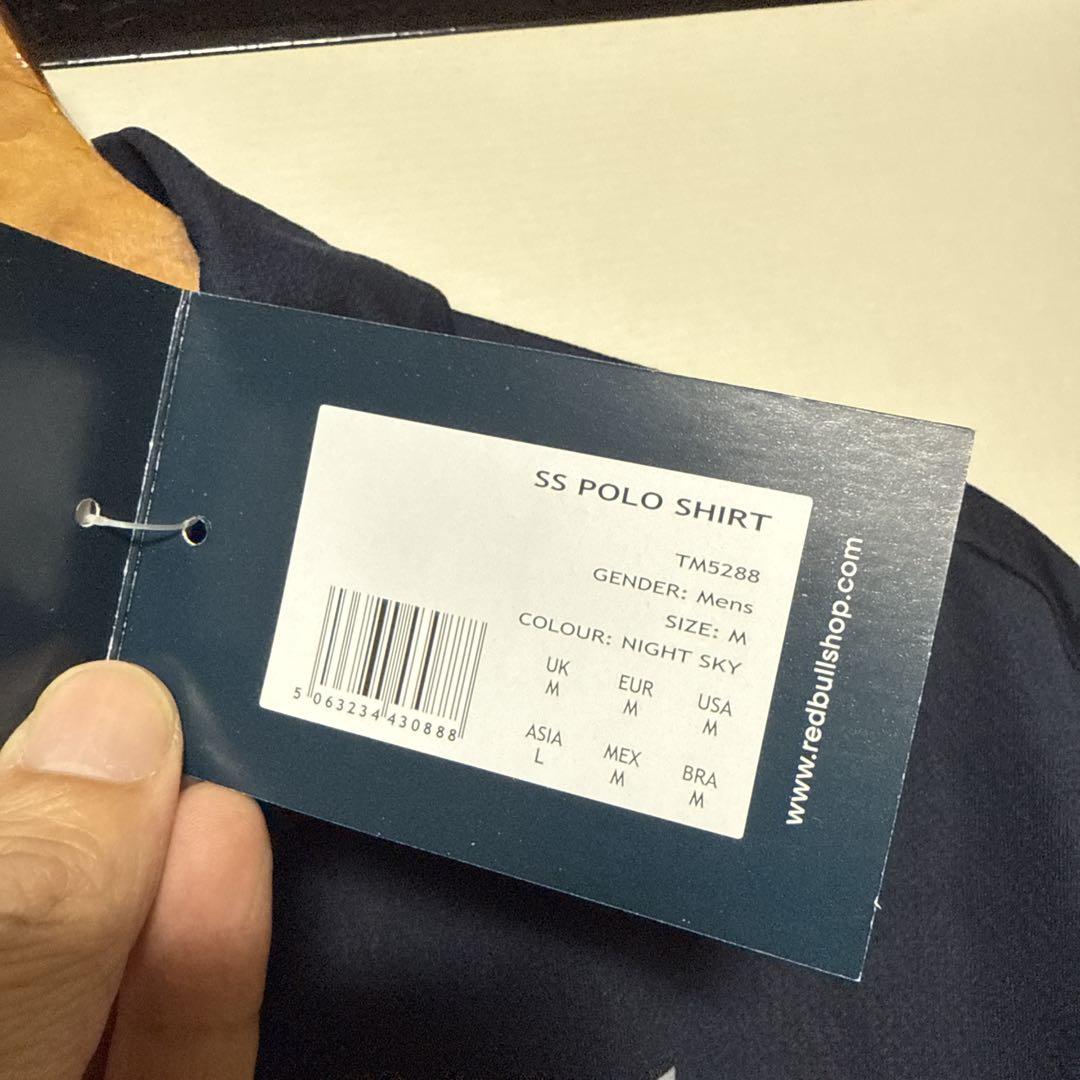 SS POLO SHIRT
TM5288
GENDER: Mens
SIZE: M
COLOUR: NIGHT SKY
UK EUR USA
M M M
ASIA MEX BRA
L M M
5 063234 430888
www.redbullshop.com